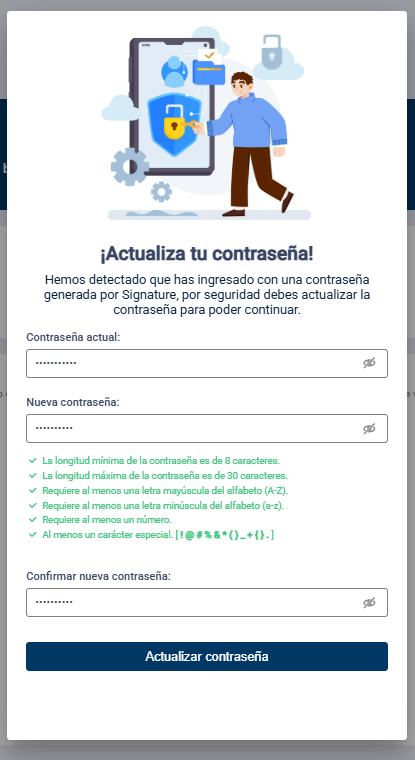 VPN
¡Actualiza tu contraseña!
Hemos detectado que has ingresado con una contraseña
generada por Signature, por seguridad debes actualizar la
contraseña para poder continuar.
Contraseña actual:
•••••••••••
Nueva contraseña:
••••••••••
La longitud mínima de la contraseña es de 8 caracteres.
La longitud máxima de la contraseña es de 30 caracteres.
Requiere al menos una letra mayúscula del alfabeto (A-Z).
Requiere al menos una letra minúscula del alfabeto (a-z).
Requiere al menos un número.
Al menos un carácter especial. [!@#%&*()_+{}.]
Confirmar nueva contraseña:
••••••••••
Actualizar contraseña